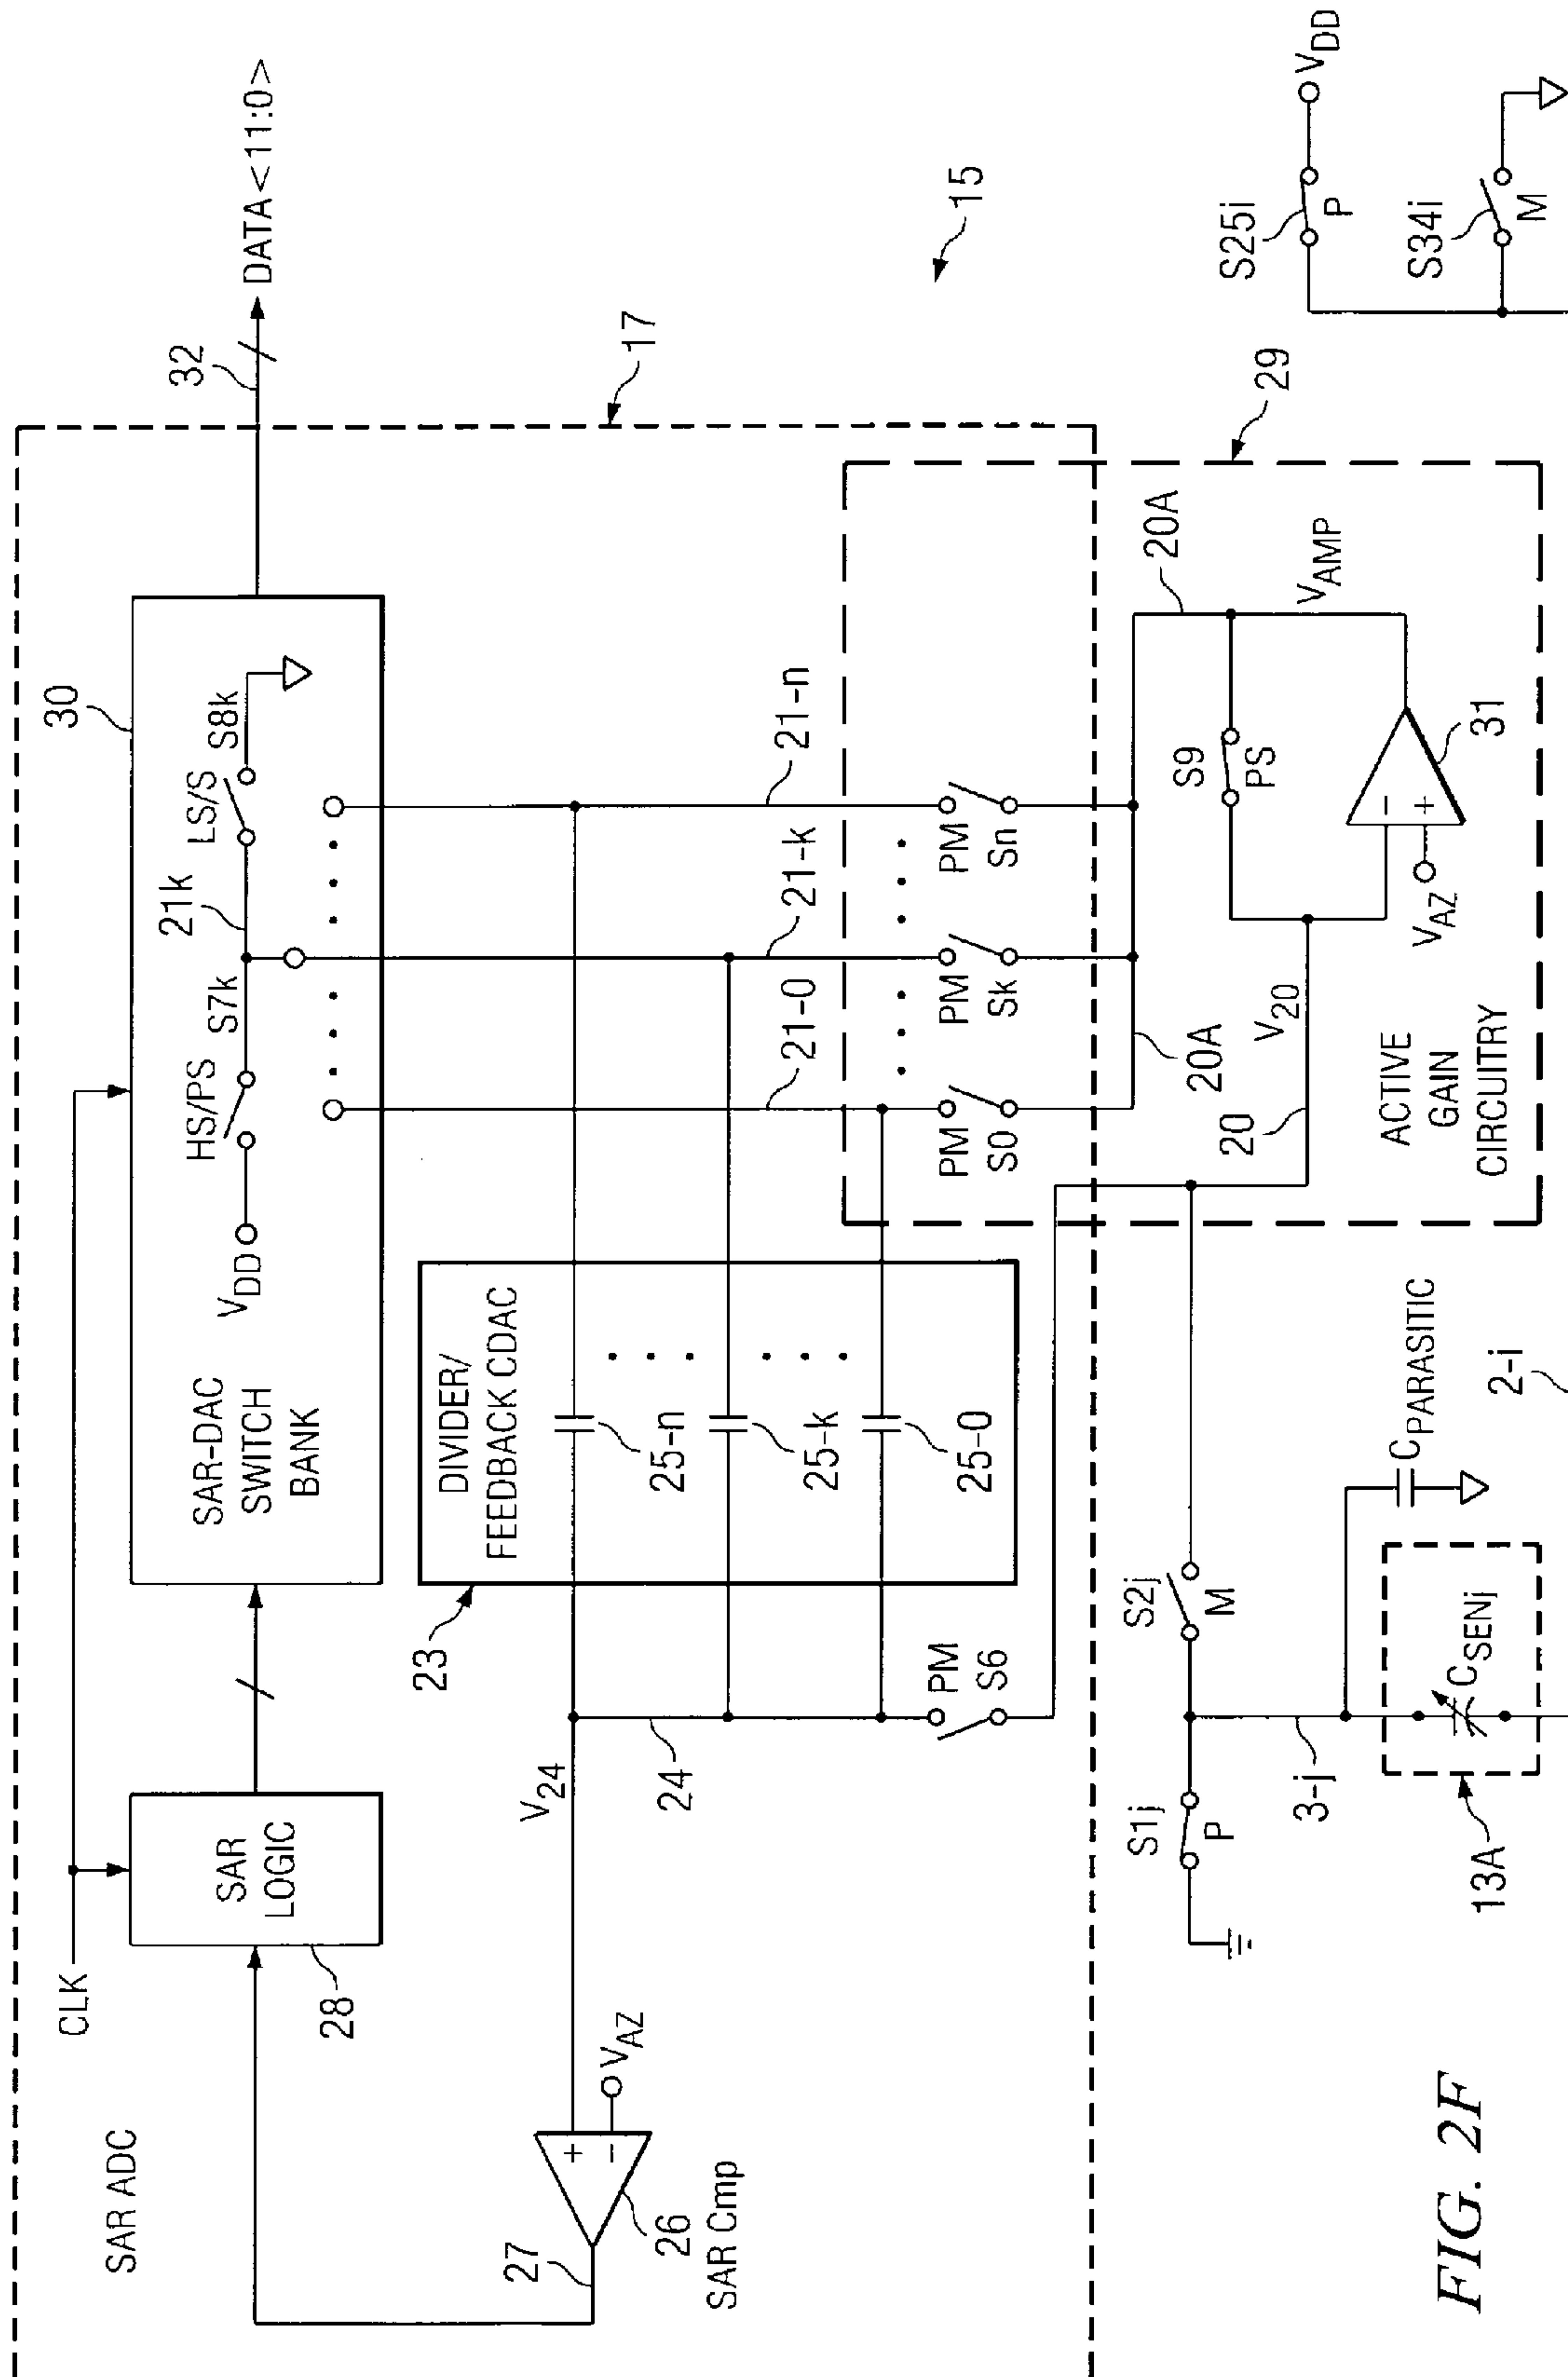 SAR ADC
CLK
SAR
LOGIC
28
30
SAR-DAC
SWITCH
BANK
VDD
HS/PS
S7k
21k
LS/S
S8k
32
DATA<11:0>
17
15
27
26
SAR Cmp
VAZ
V24
24
23
DIVIDER/
FEEDBACK CDAC
25-n
25-k
25-0
21-0
21-k
21-n
PM
S6
PM
S0
PM
Sk
PM
Sn
29
20A
20A
VAMP
S9
PS
31
VAZ
V20
20
ACTIVE
GAIN
CIRCUITRY
S1j
P
S2j
M
3-j
CPARASITIC
CSENj
13A
2-i
S25i
P
VDD
S34i
M
FIG. 2F